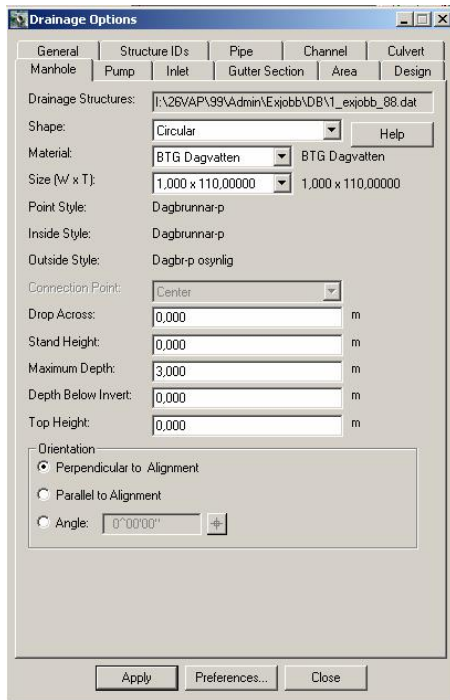 Drainage Options
General Structure IDs Pipe Channel Culvert
Manhole Pump Inlet Gutter Section Area Design
Drainage Structures: I:\26VAP\99\Admin\Exjobb\DB\1_exjobb_88.dat
Shape: Circular Help
Material: BTG Dagvatten BTG Dagvatten
Size (W x T): 1,000 x 110,00000 1,000 x 110,00000
Point Style: Dagbrunnar-p
Inside Style: Dagbrunnar-p
Outside Style: Dagbr-p osynlig
Connection Point: Center
Drop Across: 0,000 m
Stand Height: 0,000 m
Maximum Depth: 3,000 m
Depth Below Invert: 0,000 m
Top Height: 0,000 m
Orientation
Perpendicular to Alignment
Parallel to Alignment
Angle: 0^00'00"
Apply Preferences... Close